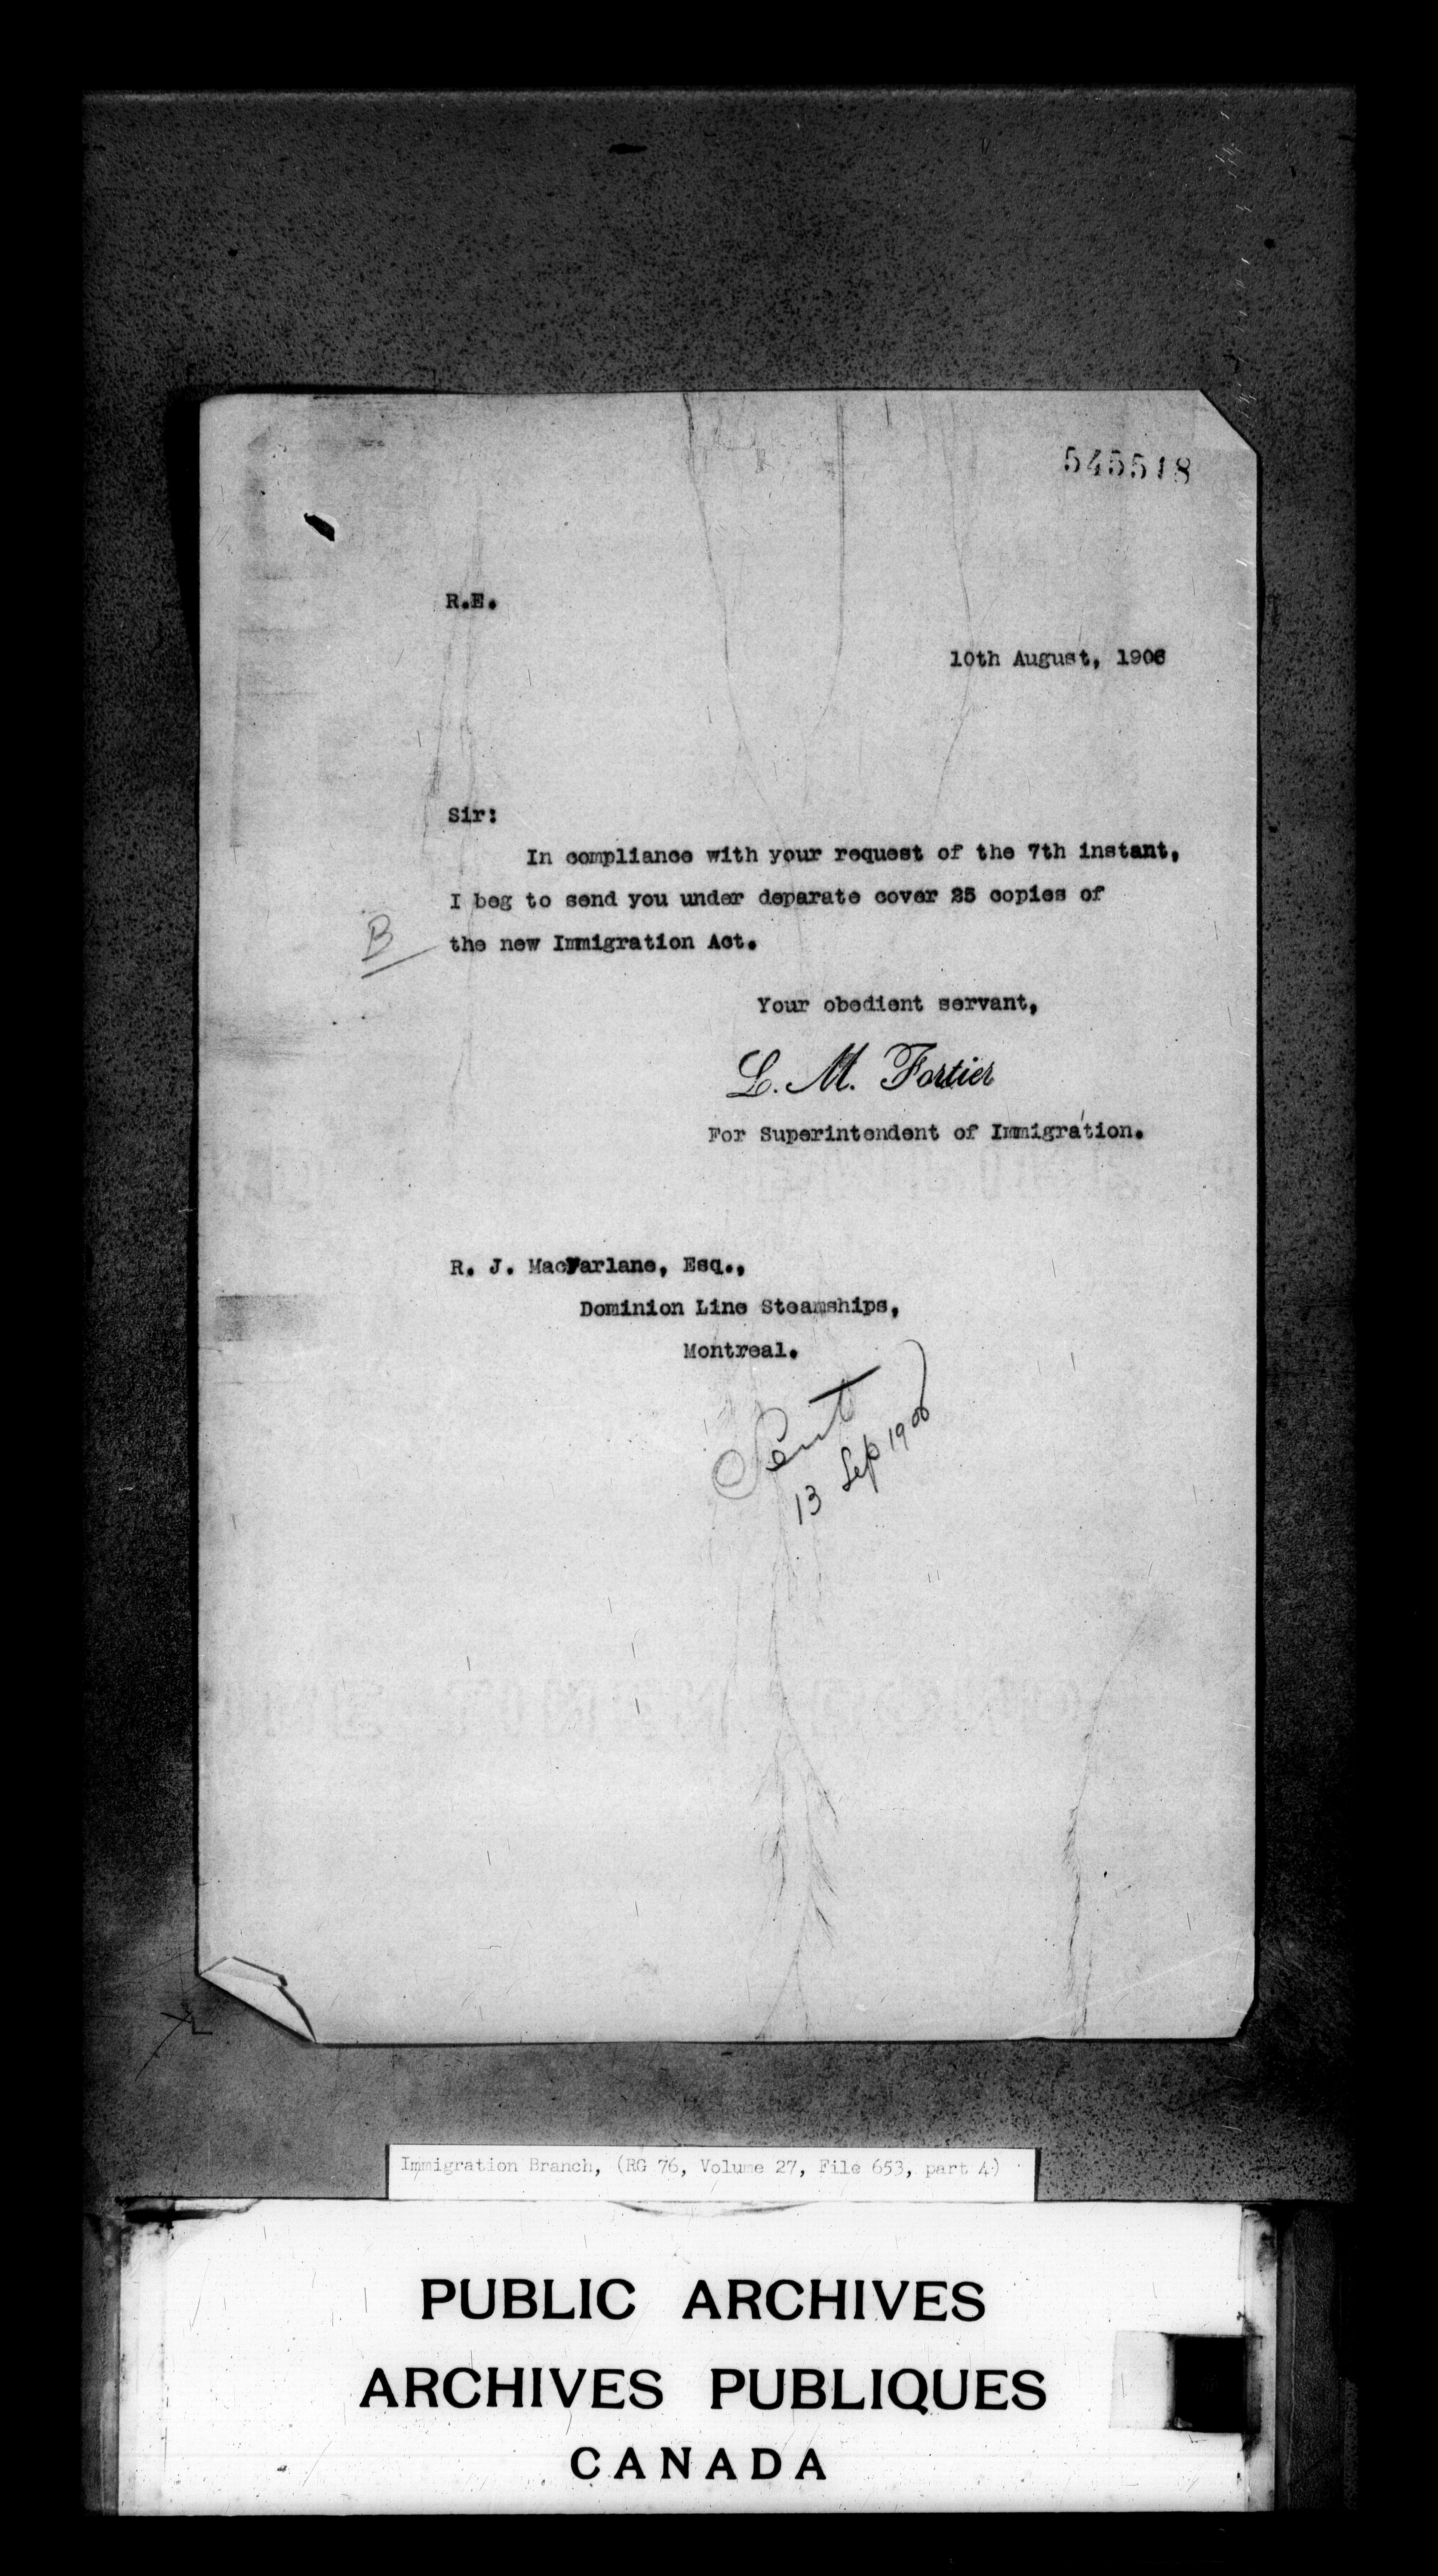 545518
R.E.
10th August, 1906
Sir:
In compliance with your request of the 7th instant,
I beg to send you under deparate cover 25 copies of
B
the new Immigration Act.
Your obedient servant,
L. M. Fortier
For Superintendent of Immigration.
R. J. MacFarlane, Esq.,
Dominion Line Steamships,
Montreal.
Sent
13 Sep 1906
Immigration Branch, (RG 76, Volume 27, File 653, part 4)
PUBLIC ARCHIVES
ARCHIVES PUBLIQUES
CANADA